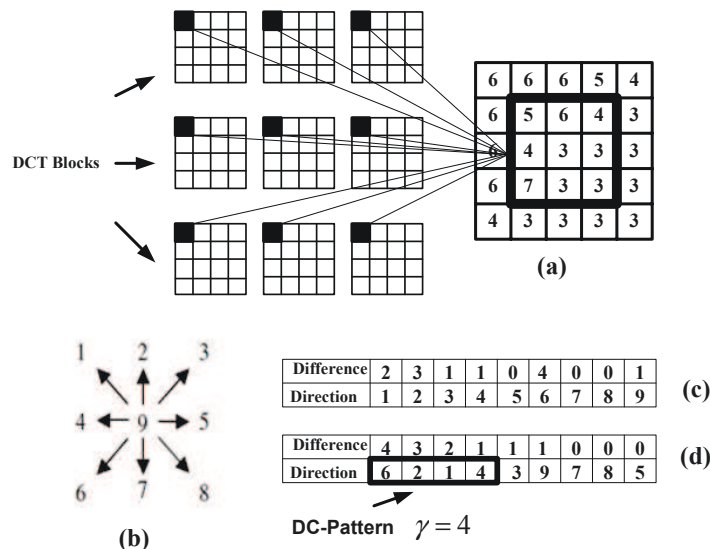 6 6 6 5 4
6 5 6 4 3
DCT Blocks
6 4 3 3 3
6 7 3 3 3
4 3 3 3 3
(a)
1 2 3
4 9 5
6 7 8
(b)
Difference 2 3 1 1 0 4 0 0 1
Direction 1 2 3 4 5 6 7 8 9
(c)
Difference 4 3 2 1 1 1 0 0 0
Direction 6 2 1 4 3 9 7 8 5
(d)
DC-Pattern γ = 4